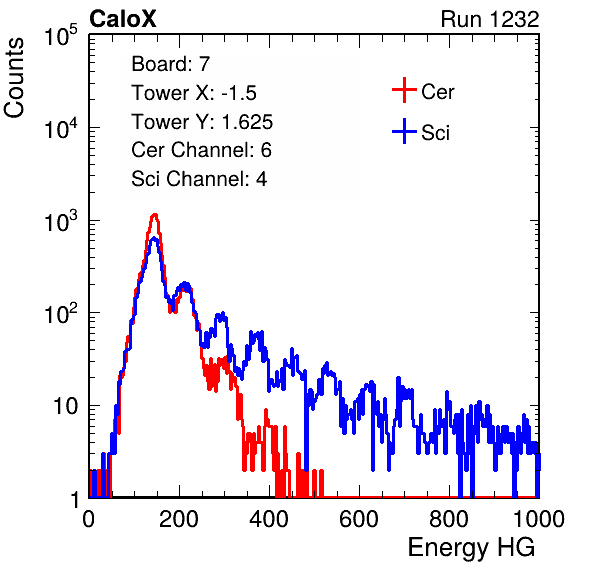 CaloX Run 1232
Counts
Board: 7
Tower X: -1.5
Tower Y: 1.625
Cer Channel: 6
Sci Channel: 4
Cer
Sci
10^5
10^4
10^3
10^2
10
1
0 200 400 600 800 1000
Energy HG